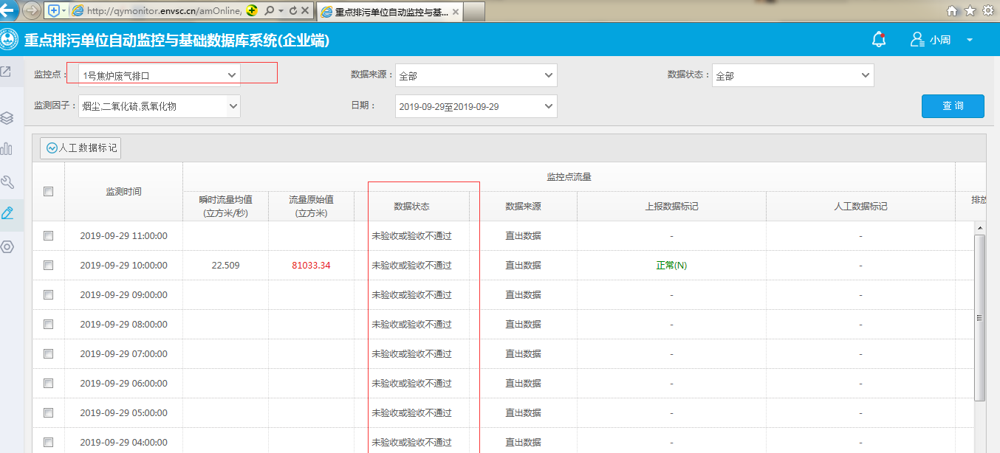 http://qymonitor.envsc.cn/amOnline,
重点排污单位自动监控与基...
重点排污单位自动监控与基础数据库系统(企业端)
小周
监控点： 1号焦炉废气排口 数据来源： 全部 数据状态： 全部
监测因子： 烟尘,二氧化硫,氮氧化物 日期： 2019-09-29至2019-09-29 查 询
人工数据标记
监测时间 监控点流量
瞬时流量均值 (立方米/秒) 流量原始值 (立方米) 数据状态 数据来源 上报数据标记 人工数据标记 排放
2019-09-29 11:00:00 未验收或验收不通过 直出数据 - -
2019-09-29 10:00:00 22.509 81033.34 未验收或验收不通过 直出数据 正常(N) -
2019-09-29 09:00:00 未验收或验收不通过 直出数据 - -
2019-09-29 08:00:00 未验收或验收不通过 直出数据 - -
2019-09-29 07:00:00 未验收或验收不通过 直出数据 - -
2019-09-29 06:00:00 未验收或验收不通过 直出数据 - -
2019-09-29 05:00:00 未验收或验收不通过 直出数据 - -
2019-09-29 04:00:00 未验收或验收不通过 直出数据 - -